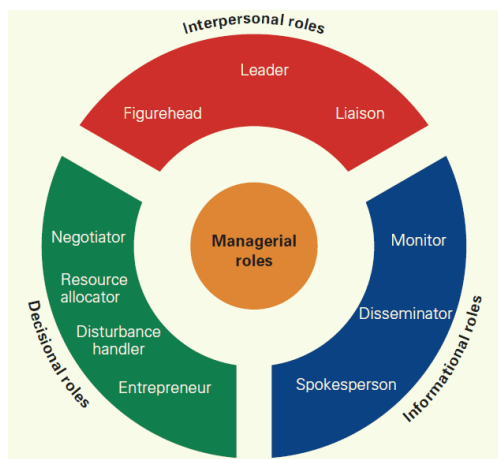 Interpersonal roles
Leader
Figurehead
Liaison
Managerial
roles
Negotiator
Resource
allocator
Disturbance
handler
Entrepreneur
Decisional roles
Monitor
Disseminator
Spokesperson
Informational roles